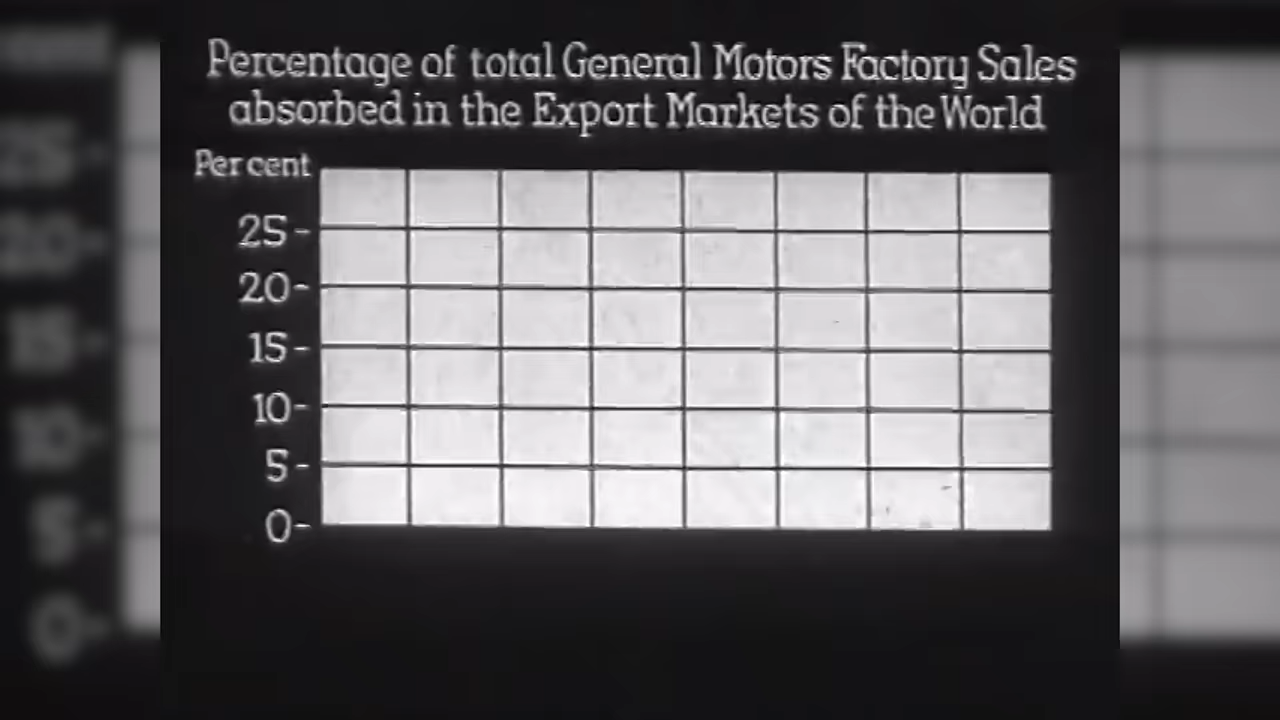 Percentage of total General Motors Factory Sales
absorbed in the Export Markets of the World
Per cent
25-
20-
15-
10-
5-
0-